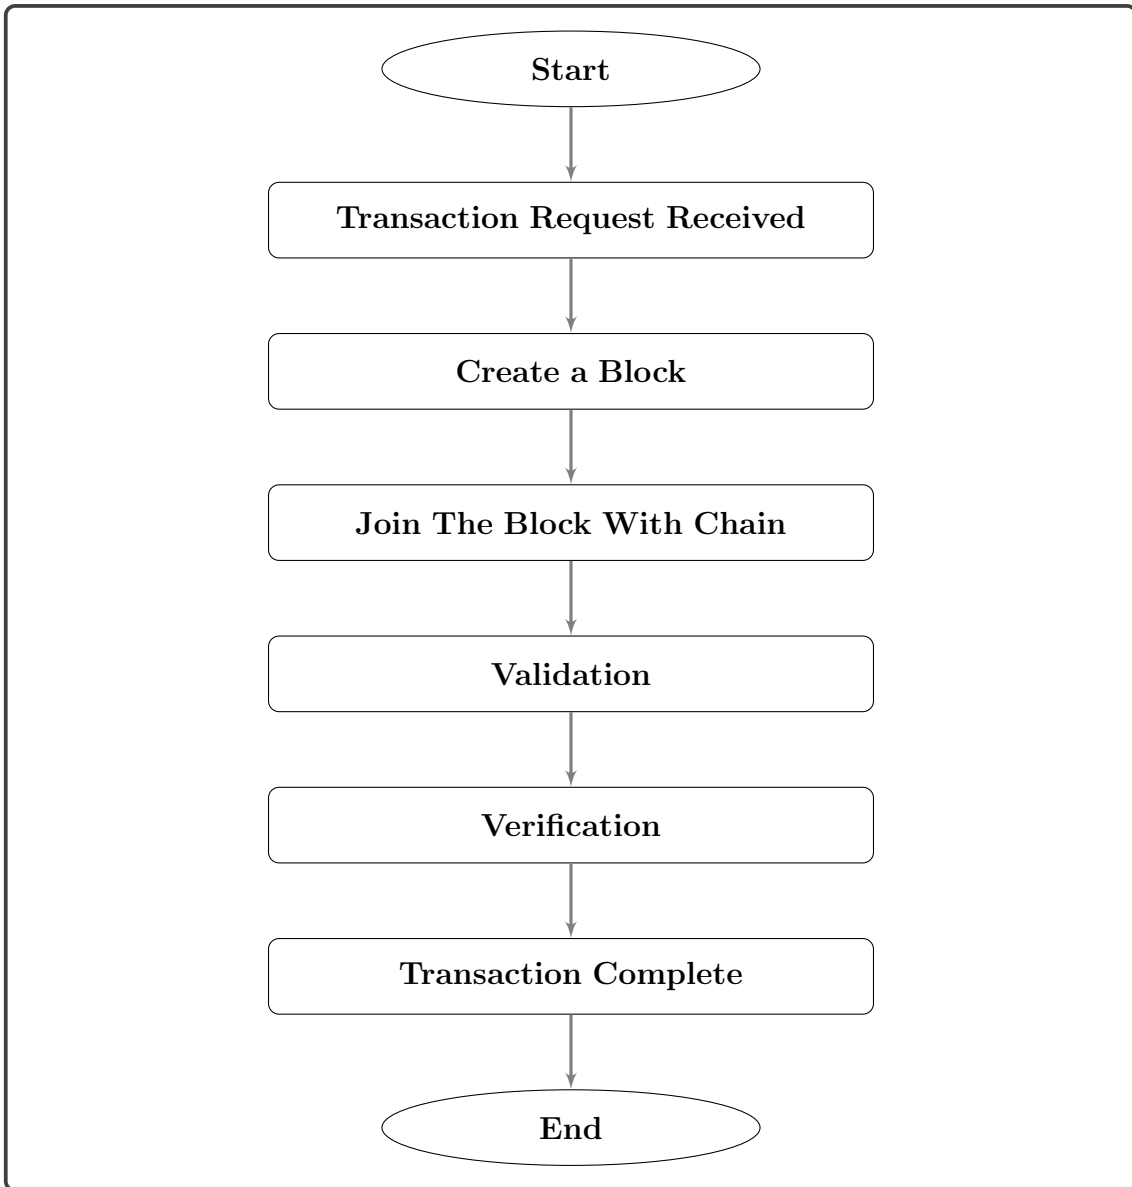 Start
Transaction Request Received
Create a Block
Join The Block With Chain
Validation
Verification
Transaction Complete
End